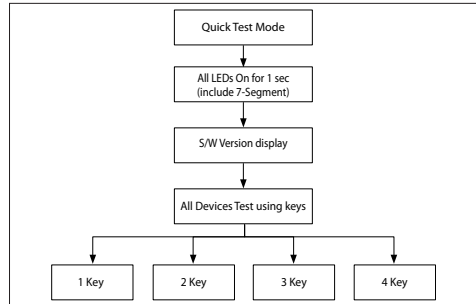 Quick Test Mode
All LEDs On for 1 sec
(include 7-Segment)
S/W Version display
All Devices Test using keys
1 Key
2 Key
3 Key
4 Key